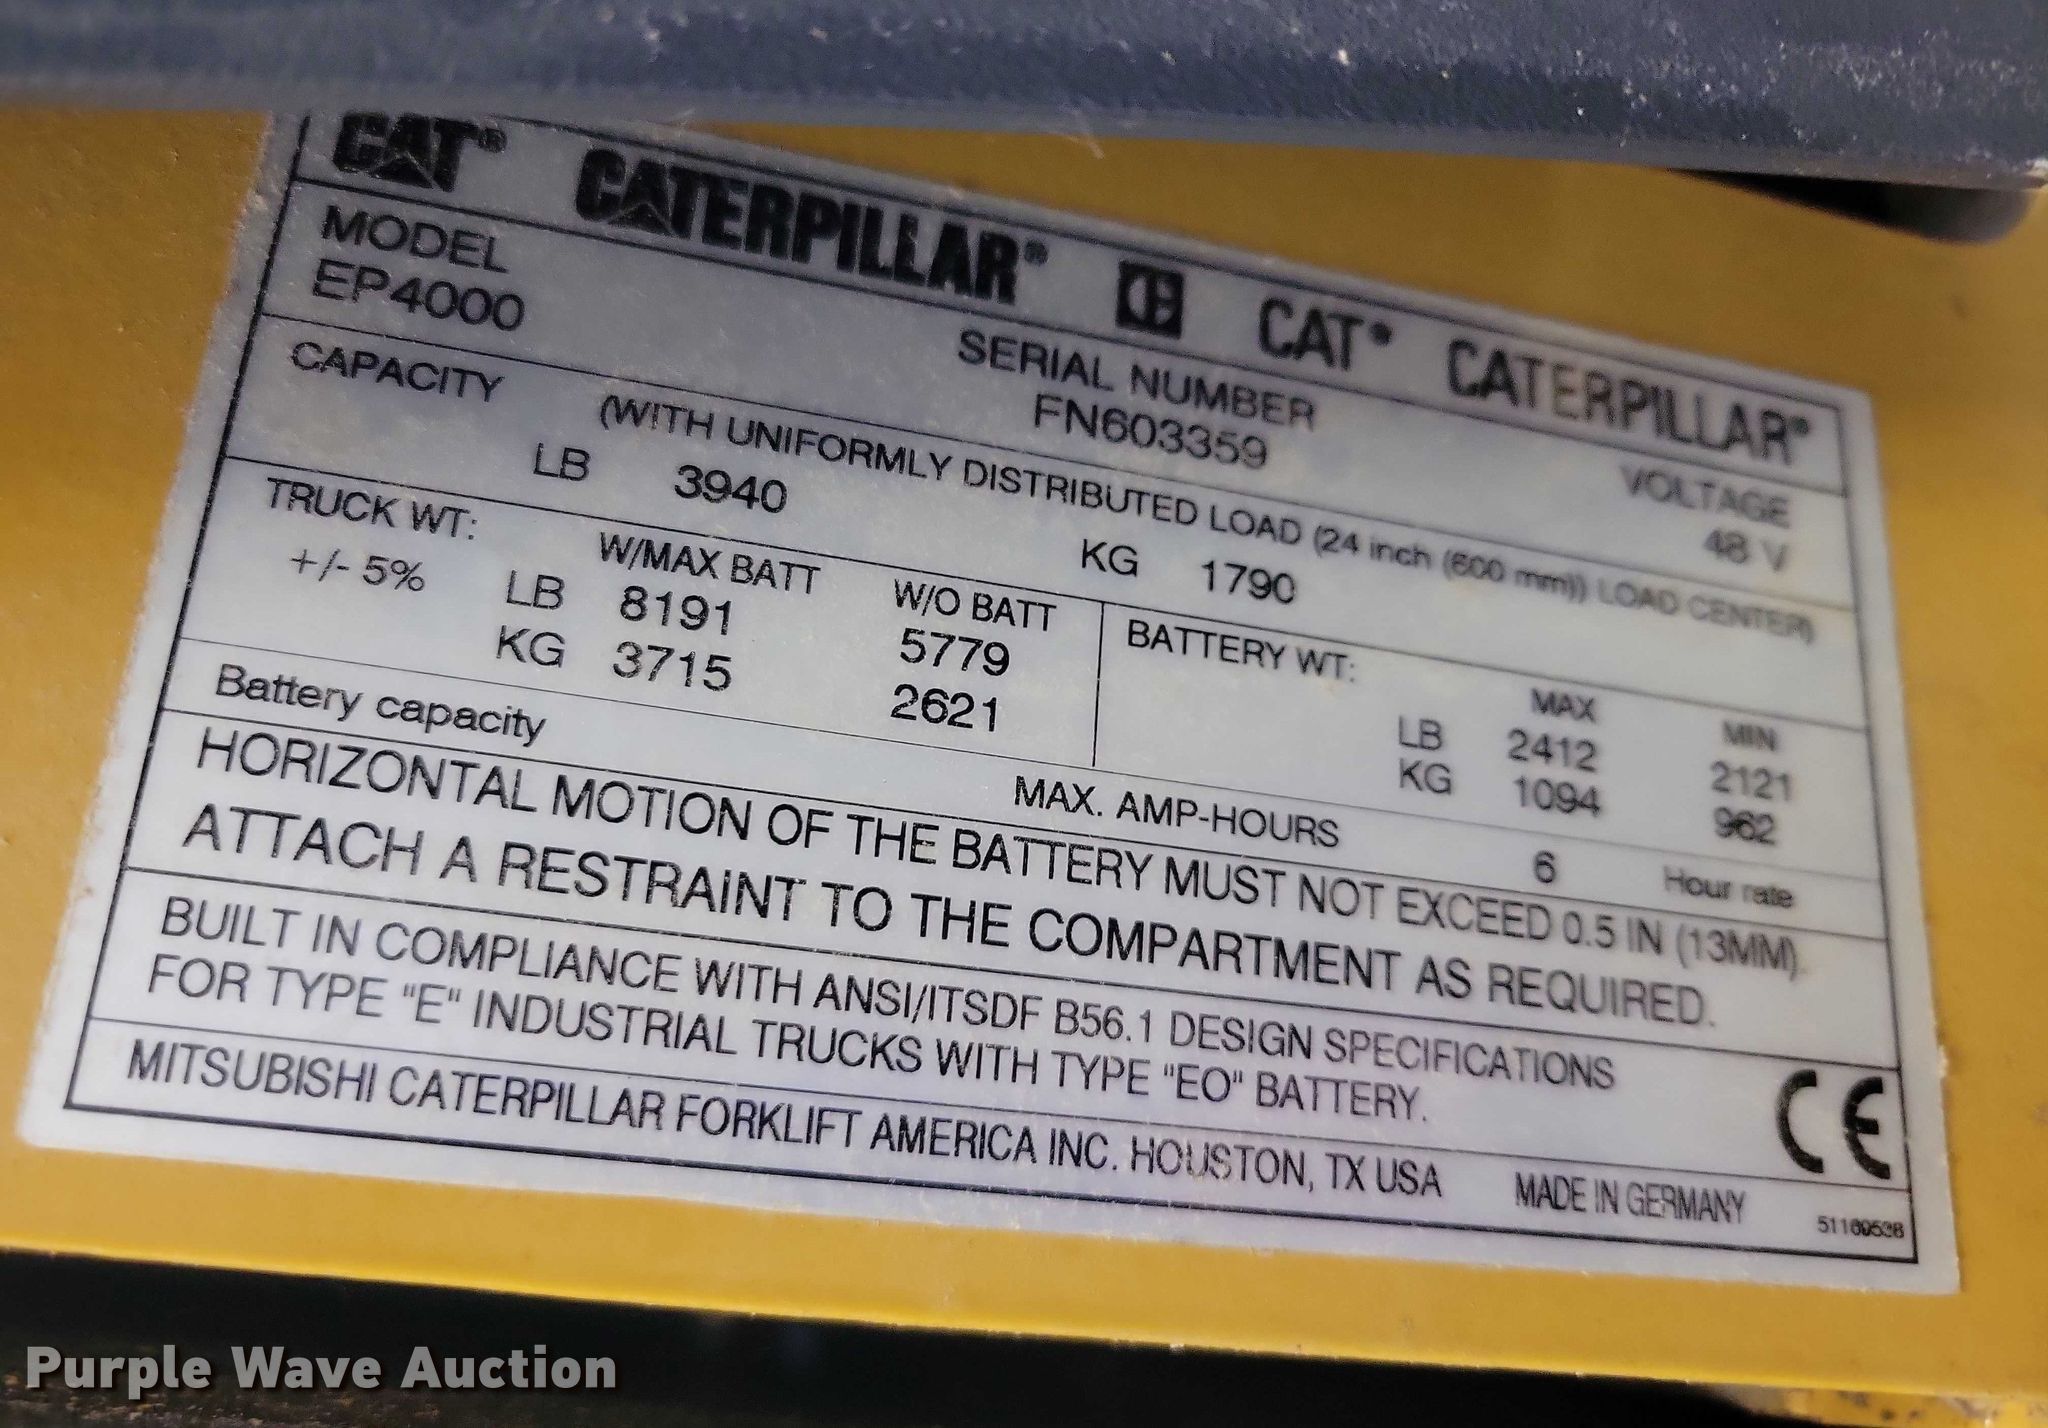 CAT® CATERPILLAR® CAT® CATERPILLAR®
MODEL SERIAL NUMBER VOLTAGE
EP4000 FN603359 48 V
CAPACITY (WITH UNIFORMLY DISTRIBUTED LOAD (24 inch (600 mm)) LOAD CENTER)
LB 3940 KG 1790
TRUCK WT: W/MAX BATT W/O BATT BATTERY WT: MAX MIN
+/- 5% LB 8191 5779 LB 2412 2121
KG 3715 2621 KG 1094 962
Battery capacity MAX. AMP-HOURS 6 Hour rate
HORIZONTAL MOTION OF THE BATTERY MUST NOT EXCEED 0.5 IN (13MM).
ATTACH A RESTRAINT TO THE COMPARTMENT AS REQUIRED.
BUILT IN COMPLIANCE WITH ANSI/ITSDF B56.1 DESIGN SPECIFICATIONS
FOR TYPE "E" INDUSTRIAL TRUCKS WITH TYPE "EO" BATTERY.
CE
MITSUBISHI CATERPILLAR FORKLIFT AMERICA INC. HOUSTON, TX USA MADE IN GERMANY
Purple Wave Auction